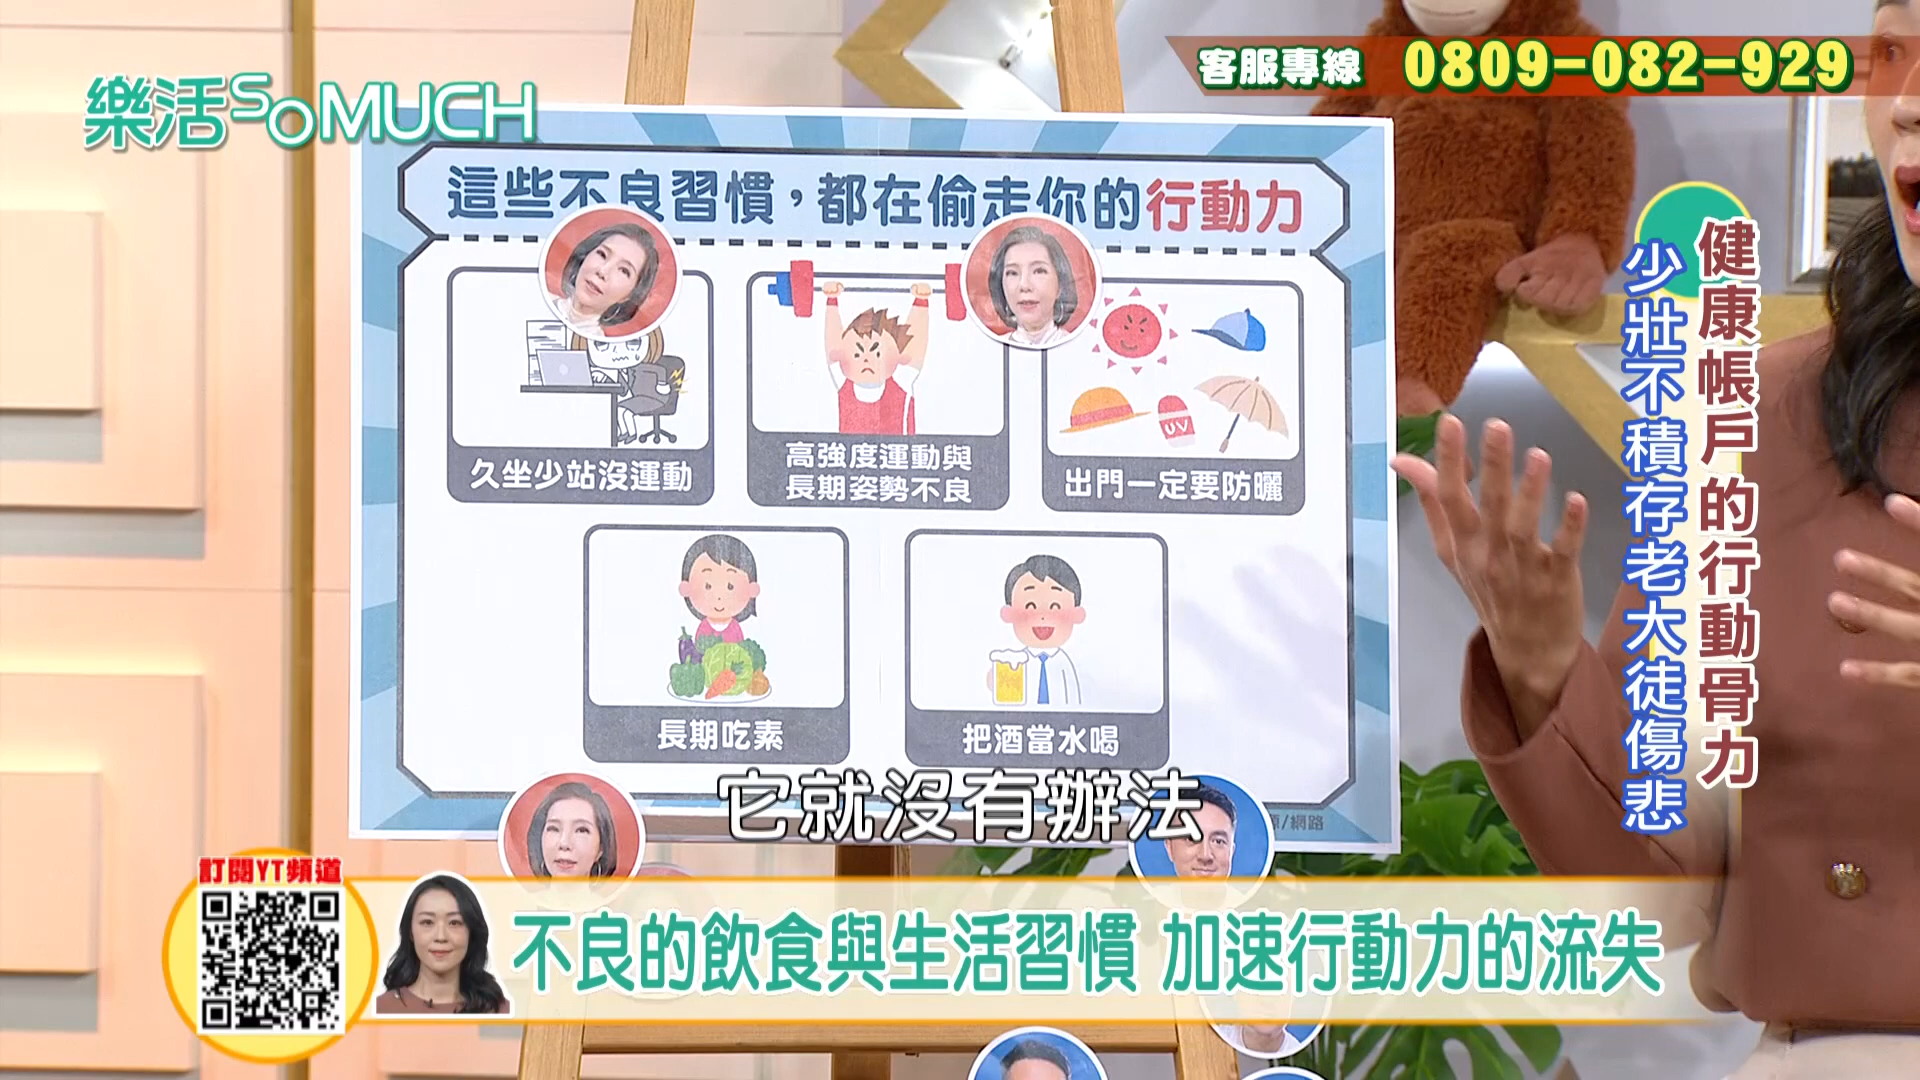 樂活SOMUCH
客服專線 0809-082-929
這些不良習慣,都在偷走你的行動力
久坐少站沒運動
高強度運動與
長期姿勢不良
UV
出門一定要防曬
長期吃素
把酒當水喝
源/網路
健康帳戶的行動骨力
少壯不積存老大徒傷悲
它就沒有辦法
訂閱YT頻道
不良的飲食與生活習慣 加速行動力的流失